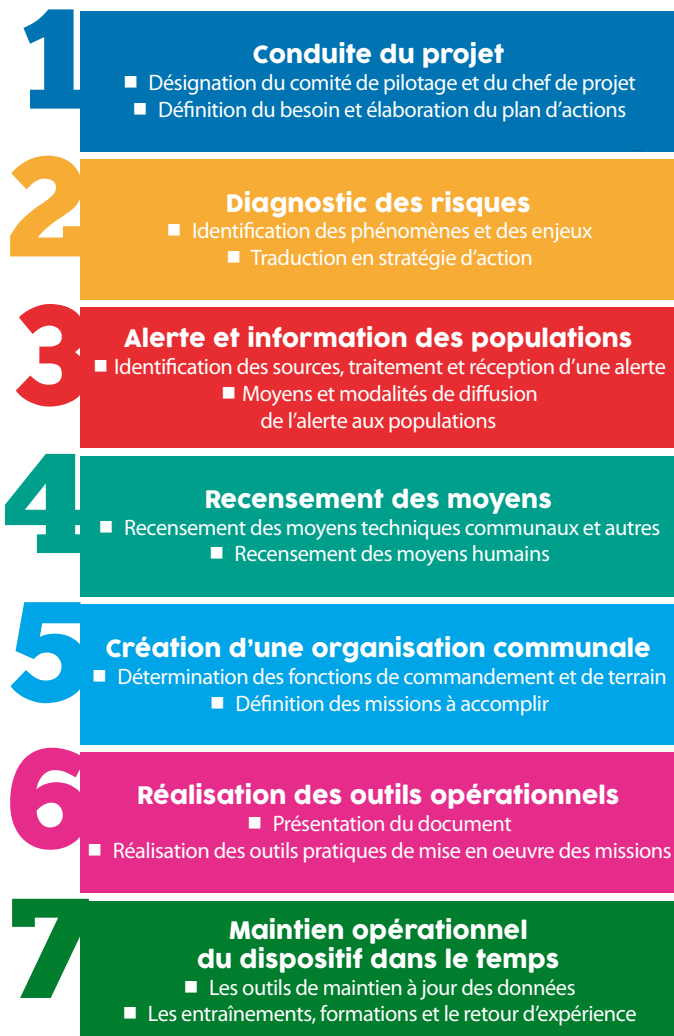 1
Conduite du projet
■ Désignation du comité de pilotage et du chef de projet
■ Définition du besoin et élaboration du plan d'actions
2
Diagnostic des risques
■ Identification des phénomènes et des enjeux
■ Traduction en stratégie d'action
3
Alerte et information des populations
■ Identification des sources, traitement et réception d'une alerte
■ Moyens et modalités de diffusion
de l'alerte aux populations
4
Recensement des moyens
■ Recensement des moyens techniques communaux et autres
■ Recensement des moyens humains
5
Création d'une organisation communale
■ Détermination des fonctions de commandement et de terrain
■ Définition des missions à accomplir
6
Réalisation des outils opérationnels
■ Présentation du document
■ Réalisation des outils pratiques de mise en oeuvre des missions
7
Maintien opérationnel
du dispositif dans le temps
■ Les outils de maintien à jour des données
■ Les entraînements, formations et le retour d'expérience